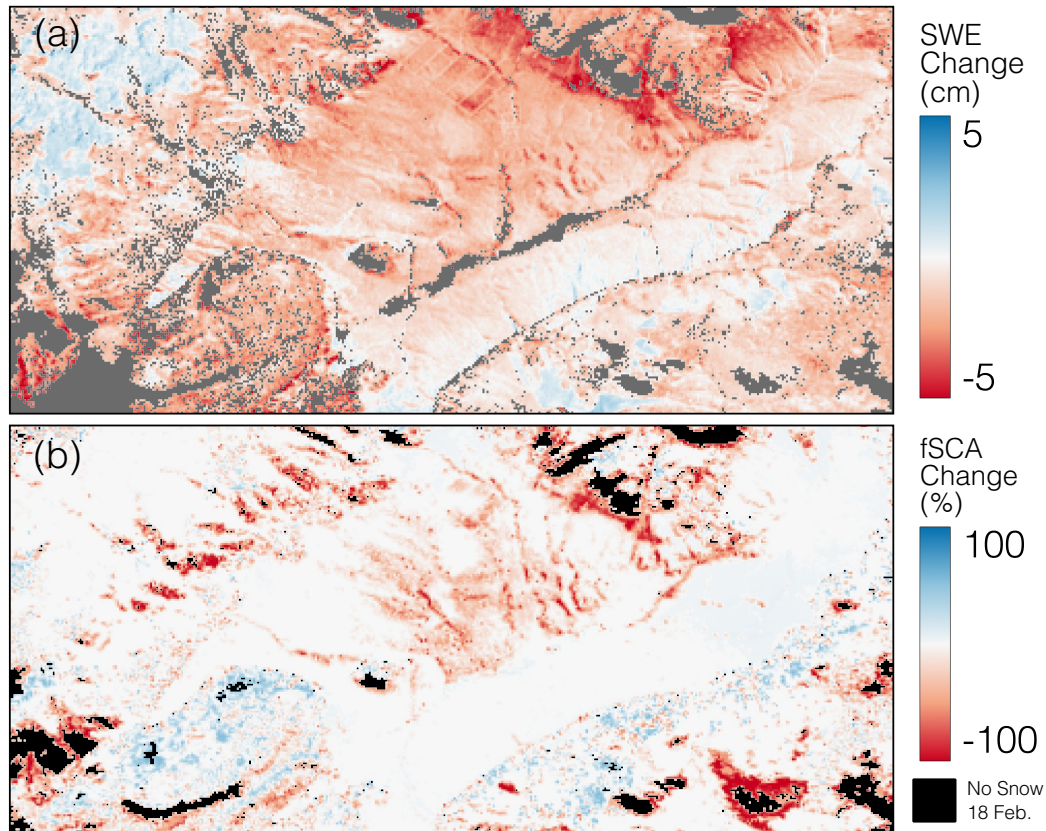 (a)
SWE
Change
(cm)
5
-5
(b)
fSCA
Change
(%)
100
-100
No Snow
18 Feb.